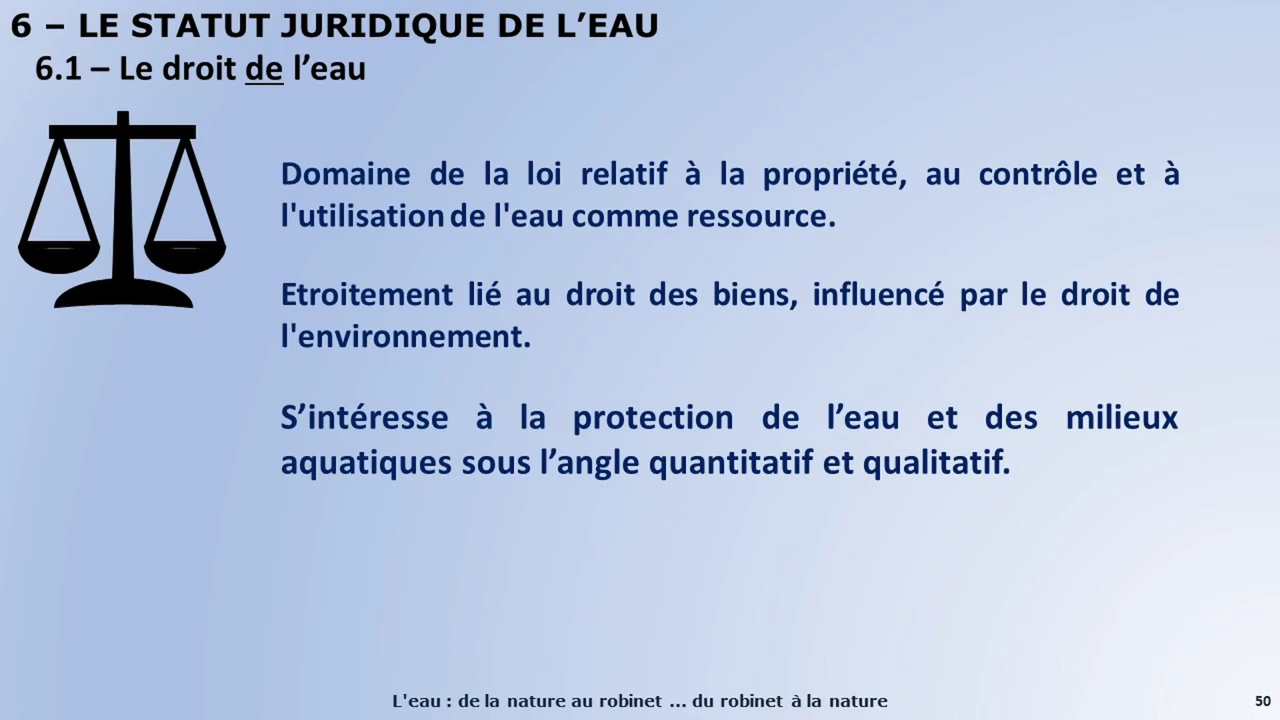 6 – LE STATUT JURIDIQUE DE L’EAU
6.1 – Le droit de l’eau
Domaine de la loi relatif à la propriété, au contrôle et à
l'utilisation de l'eau comme ressource.
Etroitement lié au droit des biens, influencé par le droit de
l'environnement.
S’intéresse à la protection de l’eau et des milieux
aquatiques sous l’angle quantitatif et qualitatif.
L'eau : de la nature au robinet ... du robinet à la nature
50